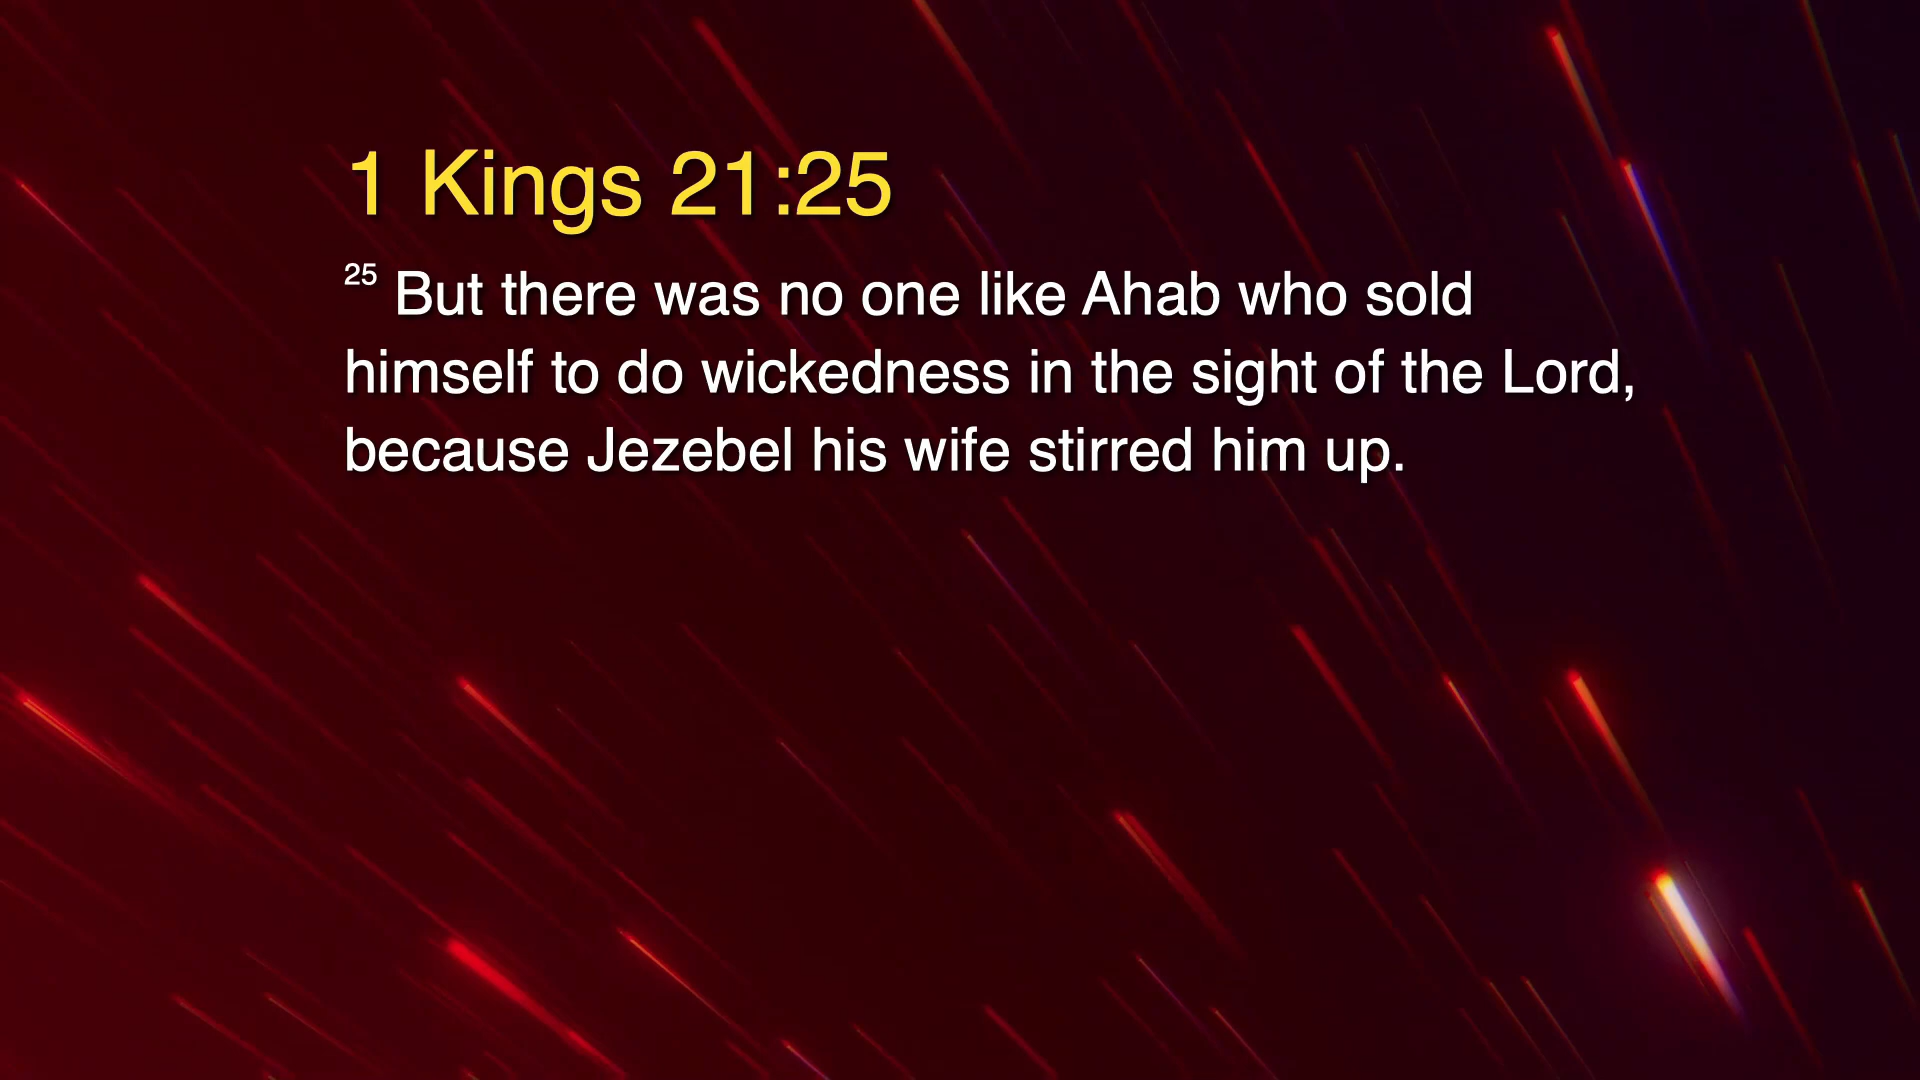 1 Kings 21:25
25 But there was no one like Ahab who sold
himself to do wickedness in the sight of the Lord,
because Jezebel his wife stirred him up.